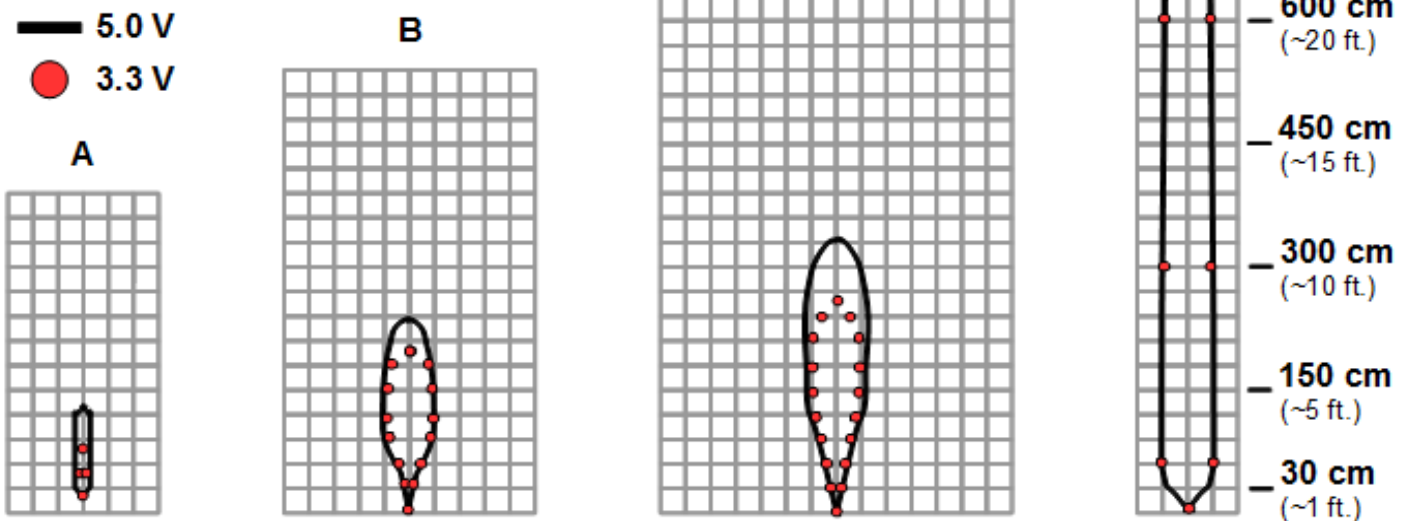 5.0 V
3.3 V
A
B
600 cm
(~20 ft.)
450 cm
(~15 ft.)
300 cm
(~10 ft.)
150 cm
(~5 ft.)
30 cm
(~1 ft.)